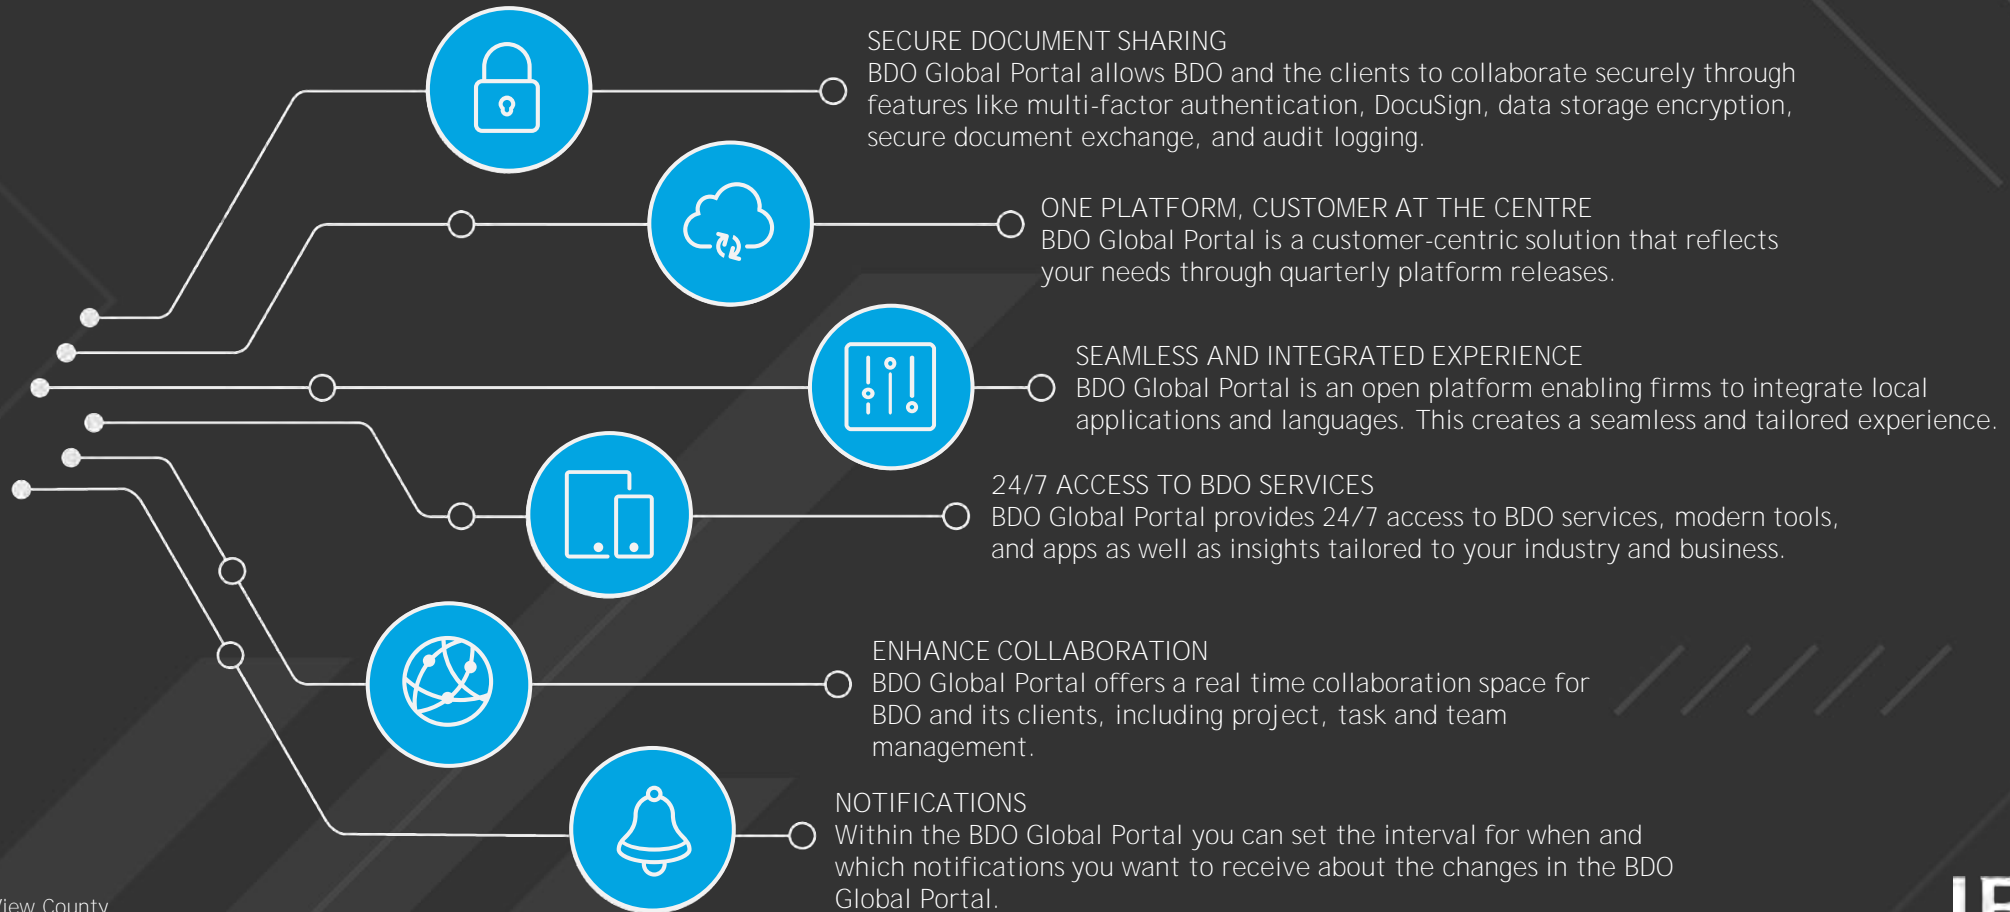 SECURE DOCUMENT SHARING
BDO Global Portal allows BDO and the clients to collaborate securely through
features like multi-factor authentication, DocuSign, data storage encryption,
secure document exchange, and audit logging.
ONE PLATFORM, CUSTOMER AT THE CENTRE
BDO Global Portal is a customer-centric solution that reflects
your needs through quarterly platform releases.
SEAMLESS AND INTEGRATED EXPERIENCE
BDO Global Portal is an open platform enabling firms to integrate local
applications and languages. This creates a seamless and tailored experience.
24/7 ACCESS TO BDO SERVICES
BDO Global Portal provides 24/7 access to BDO services, modern tools,
and apps as well as insights tailored to your industry and business.
ENHANCE COLLABORATION
BDO Global Portal offers a real time collaboration space for
BDO and its clients, including project, task and team
management.
NOTIFICATIONS
Within the BDO Global Portal you can set the interval for when and
which notifications you want to receive about the changes in the BDO
Global Portal.
View County